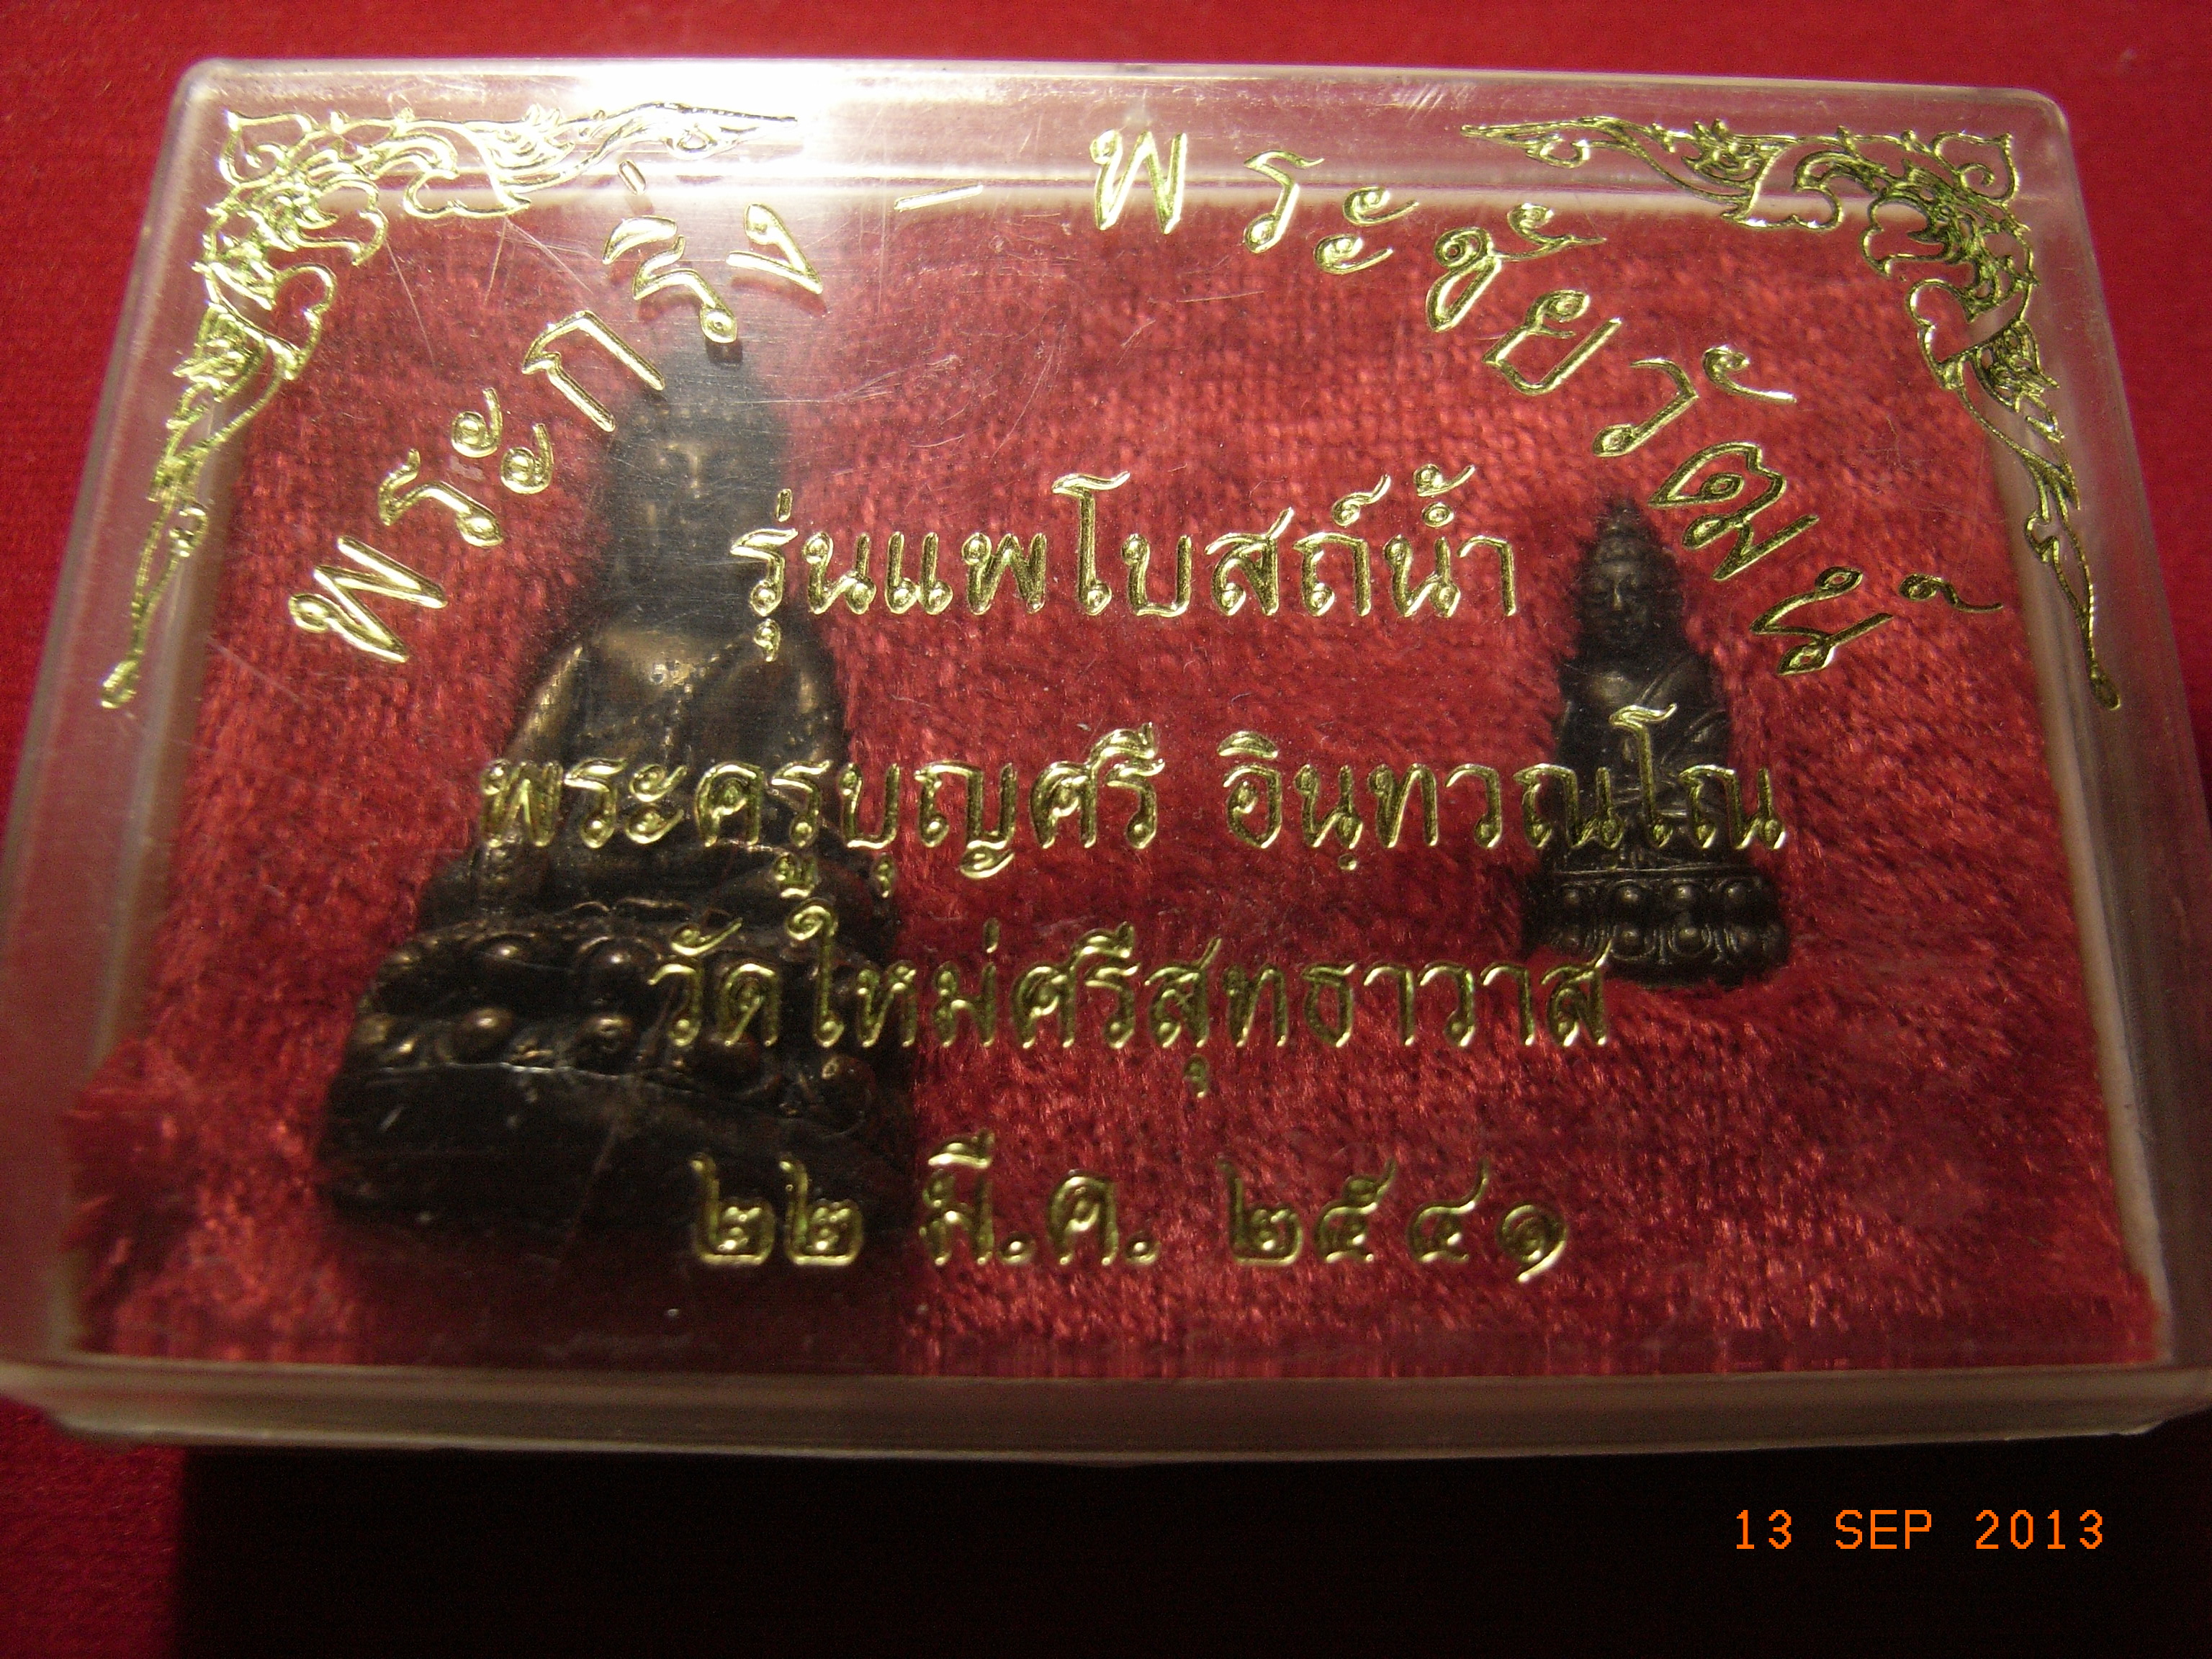 พระกริ่ง - พระชัยวัฒน์
รุ่นแพโบสถ์น้ำ
พระครูบุญศรี อินฺทวณฺโณ
วัดใหม่ศรีสุทธาวาส
๒๒ มี.ค. ๒๕๔๑
13 SEP 2013